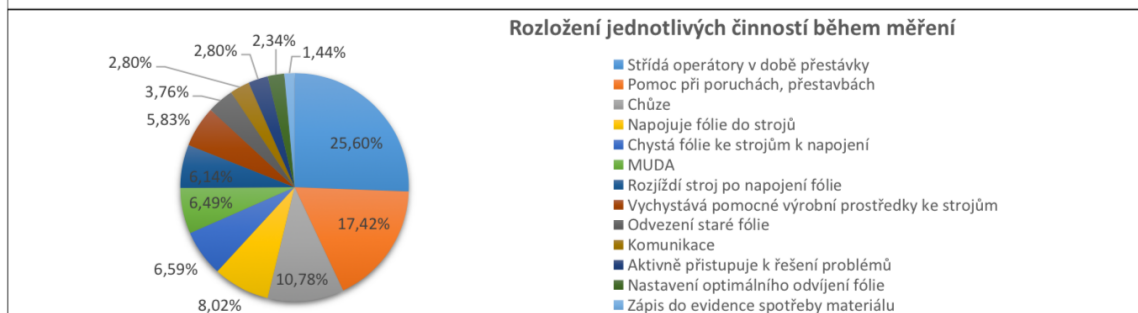 Rozložení jednotlivých činností během měření
2,34%
2,80%
1,44%
2,80%
3,76%
5,83%
6,14%
6,49%
6,59%
8,02%
10,78%
17,42%
25,60%
Střídá operátory v době přestávky
Pomoc při poruchách, přestavbách
Chůze
Napojuje fólie do strojů
Chystá fólie ke strojům k napojení
MUDA
Rozjíždí stroj po napojení fólie
Vychystává pomocné výrobní prostředky ke strojům
Odvezení staré fólie
Komunikace
Aktivně přistupuje k řešení problémů
Nastavení optimálního odvíjení fólie
Zápis do evidence spotřeby materiálu